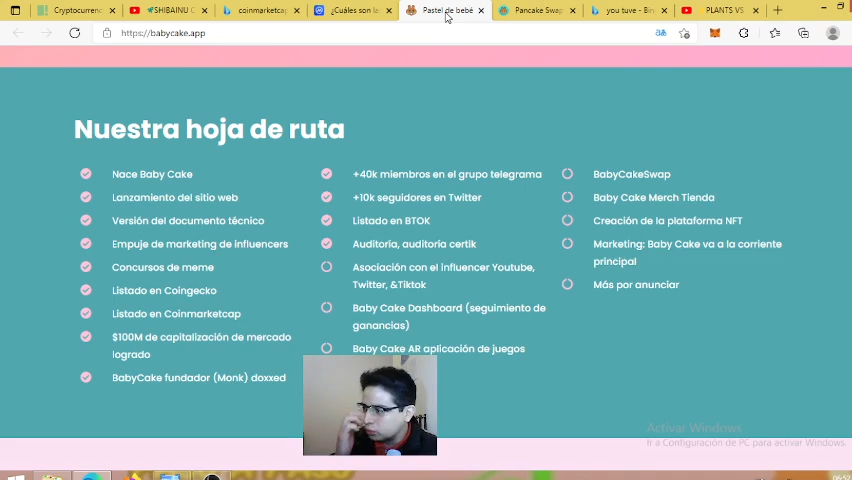 Cryptocurrenc
SHIBAINU C
coinmarketcap
¿Cuáles son la
Pastel de bebé
Pancake Swap
you tuve - Bin
PLANTS VS
https://babycake.app
Nuestra hoja de ruta
Nace Baby Cake
Lanzamiento del sitio web
Versión del documento técnico
Empuje de marketing de influencers
Concursos de meme
Listado en Coingecko
Listado en Coinmarketcap
$100M de capitalización de mercado
logrado
BabyCake fundador (Monk) doxxed
+40k miembros en el grupo telegrama
+10k seguidores en Twitter
Listado en BTOK
Auditoría, auditoría certik
Asociación con el influencer Youtube,
Twitter, &Tiktok
Baby Cake Dashboard (seguimiento de
ganancias)
Baby Cake AR aplicación de juegos
BabyCakeSwap
Baby Cake Merch Tienda
Creación de la plataforma NFT
Marketing: Baby Cake va a la corriente
principal
Más por anunciar
Activar Windows
Ir a Configuración de PC para activar Windows.